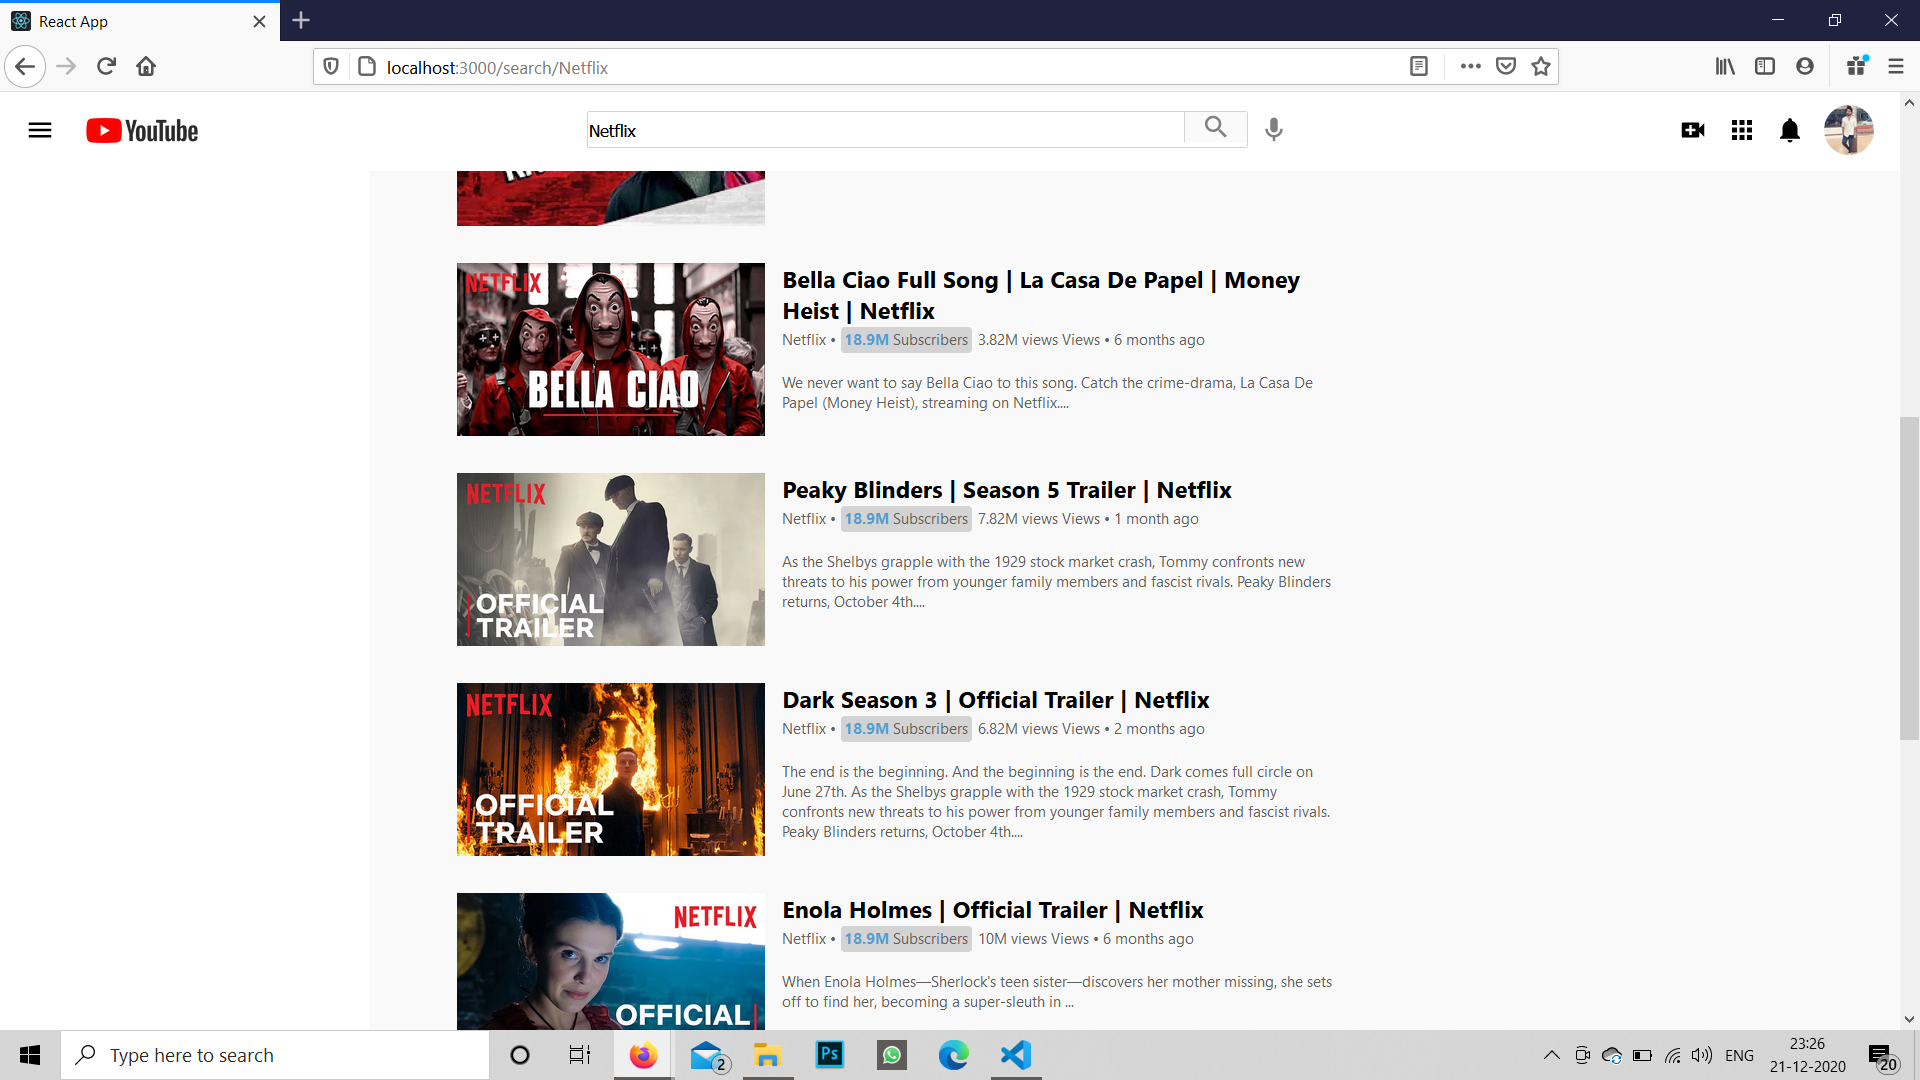 React App
localhost:3000/search/Netflix
YouTube
Netflix
NETFLIX
BELLA CIAO
Bella Ciao Full Song | La Casa De Papel | Money
Heist | Netflix
Netflix • 18.9M Subscribers 3.82M views Views • 6 months ago
We never want to say Bella Ciao to this song. Catch the crime-drama, La Casa De
Papel (Money Heist), streaming on Netflix....
NETFLIX
OFFICIAL
TRAILER
Peaky Blinders | Season 5 Trailer | Netflix
Netflix • 18.9M Subscribers 7.82M views Views • 1 month ago
As the Shelbys grapple with the 1929 stock market crash, Tommy confronts new
threats to his power from younger family members and fascist rivals. Peaky Blinders
returns, October 4th....
NETFLIX
OFFICIAL
TRAILER
Dark Season 3 | Official Trailer | Netflix
Netflix • 18.9M Subscribers 6.82M views Views • 2 months ago
The end is the beginning. And the beginning is the end. Dark comes full circle on
June 27th. As the Shelbys grapple with the 1929 stock market crash, Tommy
confronts new threats to his power from younger family members and fascist rivals.
Peaky Blinders returns, October 4th....
NETFLIX
OFFICIAL
Enola Holmes | Official Trailer | Netflix
Netflix • 18.9M Subscribers 10M views Views • 6 months ago
When Enola Holmes—Sherlock's teen sister—discovers her mother missing, she sets
off to find her, becoming a super-sleuth in ...
Type here to search
2
Ps
ENG
23:26
21-12-2020
20